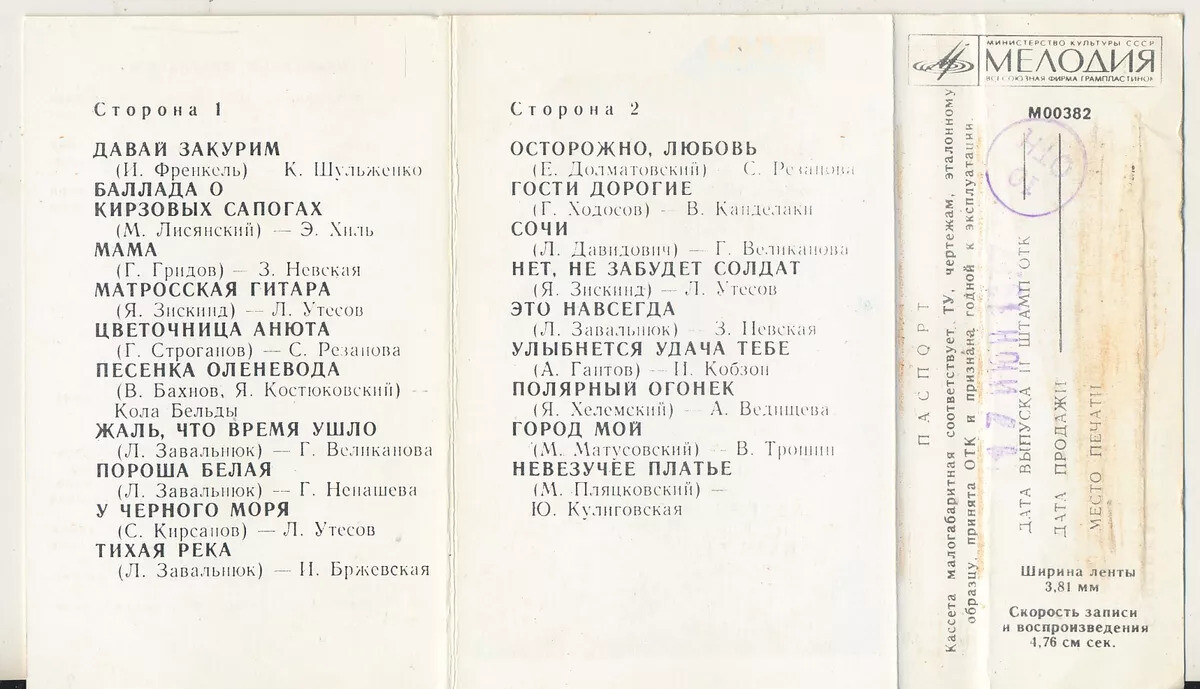 Сторона 1
ДАВАЙ ЗАКУРИМ
(И. Френкель) К. Шульженко
БАЛЛАДА О
КИРЗОВЫХ САПОГАХ
(М. Лисянский) — Э. Хиль
МАМА
(Г. Гридов) — З. Невская
МАТРОССКАЯ ГИТАРА
(Я. Зискинд) — Л. Утесов
ЦВЕТОЧНИЦА АНЮТА
(Г. Строганов) — С. Резанова
ПЕСЕНКА ОЛЕНЕВОДА
(В. Бахнов, Я. Костюковский) —
Кола Бельды
ЖАЛЬ, ЧТО ВРЕМЯ УШЛО
(Л. Завальнюк) — Г. Великанова
ПОРОША БЕЛАЯ
(Л. Завальнюк) — Г. Ненашева
У ЧЕРНОГО МОРЯ
(С. Кирсанов) — Л. Утесов
ТИХАЯ РЕКА
(Л. Завальнюк) — И. Бржевская
Сторона 2
ОСТОРОЖНО, ЛЮБОВЬ
(Е. Долматовский) С. Резанова
ГОСТИ ДОРОГИЕ
(Г. Ходосов) — В. Канделаки
СОЧИ
(Л. Давидович) — Г. Великанова
НЕТ, НЕ ЗАБУДЕТ СОЛДАТ
(Я. Зискинд) — Л. Утесов
ЭТО НАВСЕГДА
(Л. Завальнюк) — З. Невская
УЛЫБНЕТСЯ УДАЧА ТЕБЕ
(А. Гангов) — И. Кобзон
ПОЛЯРНЫЙ ОГОНЕК
(Я. Хелемский) — А. Ведищева
ГОРОД МОЙ
(М. Матусовский) — В. Трошин
НЕВЕЗУЧЕЕ ПЛАТЬЕ
(М. Пляцковский) —
Ю. Кулиговская
МИНИСТЕРСТВО КУЛЬТУРЫ СССР
МЕЛОДИЯ
ВСЕСОЮЗНАЯ ФИРМА ГРАМПЛАСТИНОК
М00382
ОТК
10
ПАСПОРТ
Кассета малогабаритная соответствует ТУ, чертежам, эталонному
образцу, принята ОТК и признана годной к эксплуатации.
17 ИЮН
ДАТА ВЫПУСКА И ШТАМП ОТК
ДАТА ПРОДАЖИ
МЕСТО ПЕЧАТИ
Ширина ленты
3,81 мм
Скорость записи
и воспроизведения
4,76 см сек.